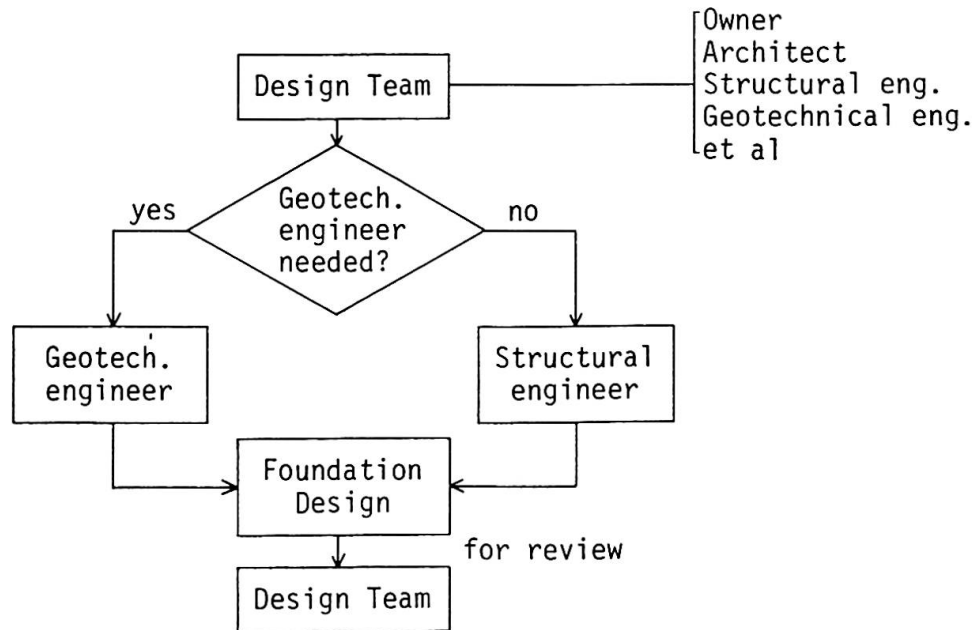 Owner
Architect
Structural eng.
Geotechnical eng.
et al
Design Team
Geotech.
engineer
needed?
yes
no
Geotech.
engineer
Structural
engineer
Foundation
Design
for review
Design Team